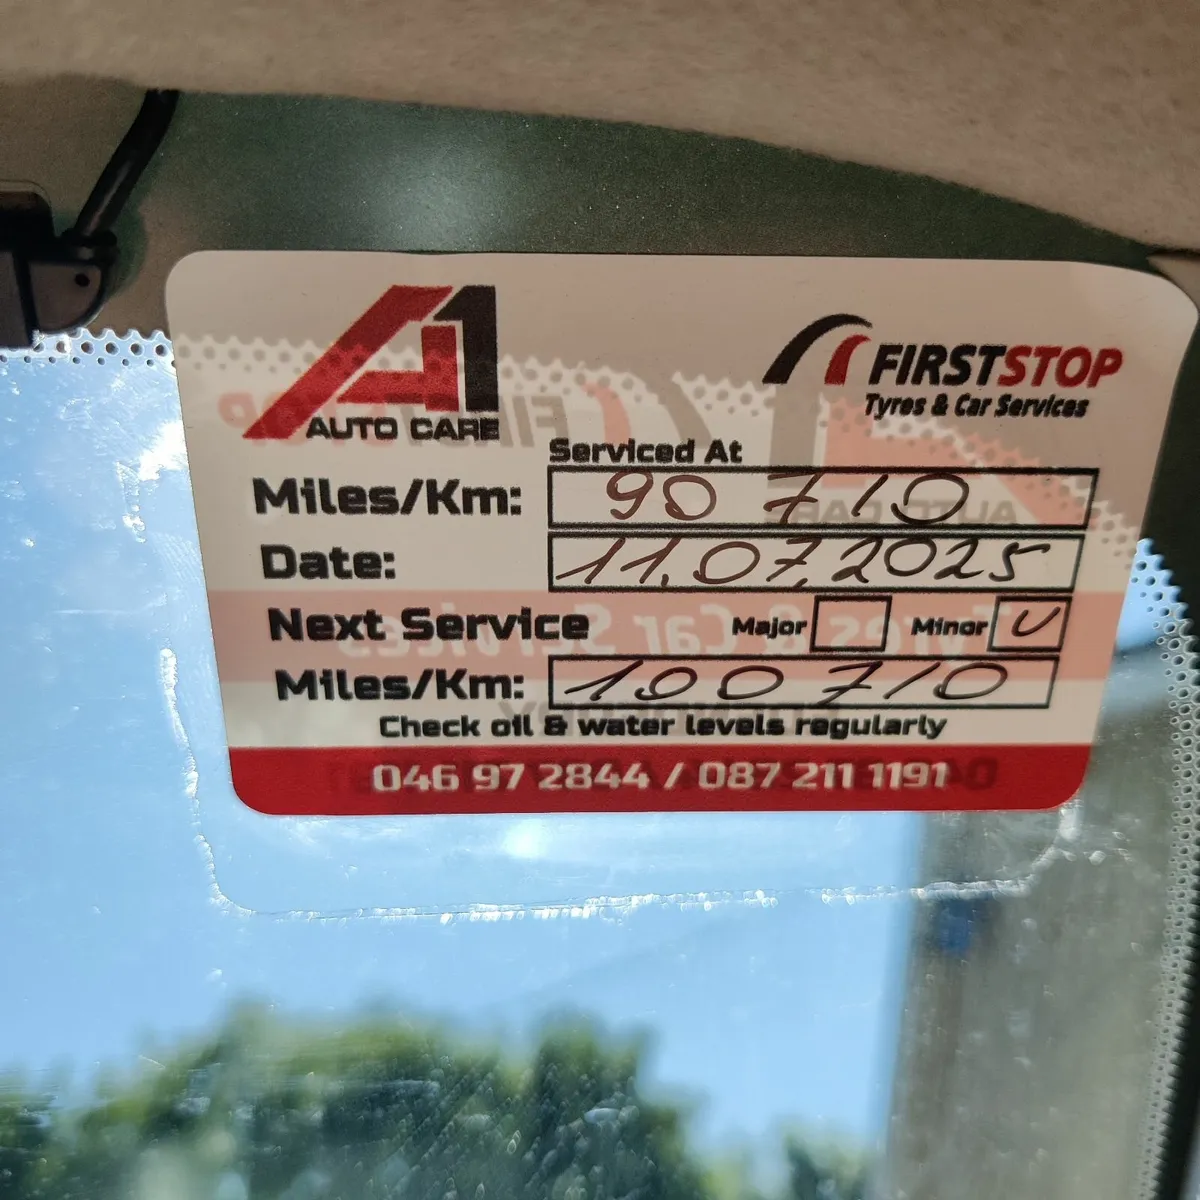 A1
AUTO CARE
FIRSTSTOP
Tyres & Car Services
Serviced At
Miles/Km: 90 710
Date: 11.07.2025
Next Service Major Minor
Miles/Km: 100 710
Check oil & water levels regularly
046 97 2844 / 087 211 1191